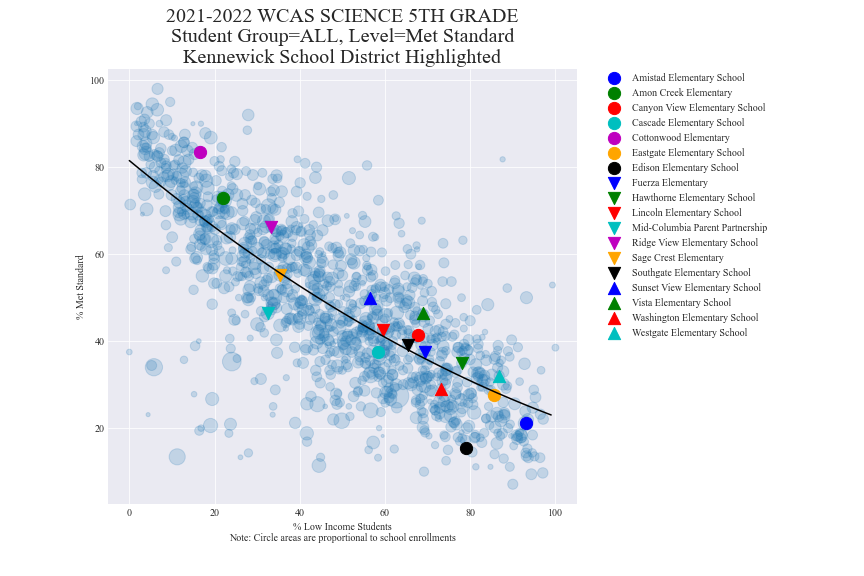 2021-2022 WCAS SCIENCE 5TH GRADE
Student Group=ALL, Level=Met Standard
Kennewick School District Highlighted
100
80
60
40
20
% Met Standard
0
20
40
60
80
100
% Low Income Students
Note: Circle areas are proportional to school enrollments
Amistad Elementary School
Amon Creek Elementary
Canyon View Elementary School
Cascade Elementary School
Cottonwood Elementary
Eastgate Elementary School
Edison Elementary School
Fuerza Elementary
Hawthorne Elementary School
Lincoln Elementary School
Mid-Columbia Parent Partnership
Ridge View Elementary School
Sage Crest Elementary
Southgate Elementary School
Sunset View Elementary School
Vista Elementary School
Washington Elementary School
Westgate Elementary School